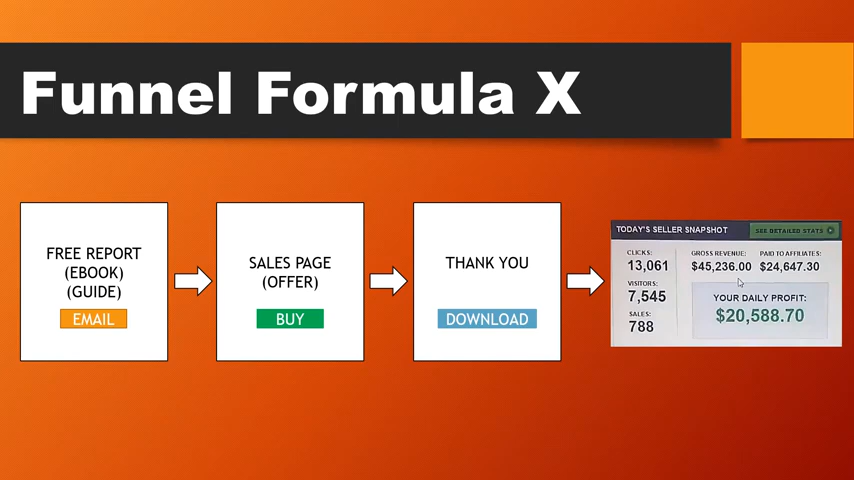 Funnel Formula X
FREE REPORT
(EBOOK)
(GUIDE)
EMAIL
SALES PAGE
(OFFER)
BUY
THANK YOU
DOWNLOAD
TODAY'S SELLER SNAPSHOT
SEE DETAILED STATS
CLICKS:
13,061
VISITORS:
7,545
SALES:
788
GROSS REVENUE:
$45,236.00
PAID TO AFFILIATES:
$24,647.30
YOUR DAILY PROFIT:
$20,588.70